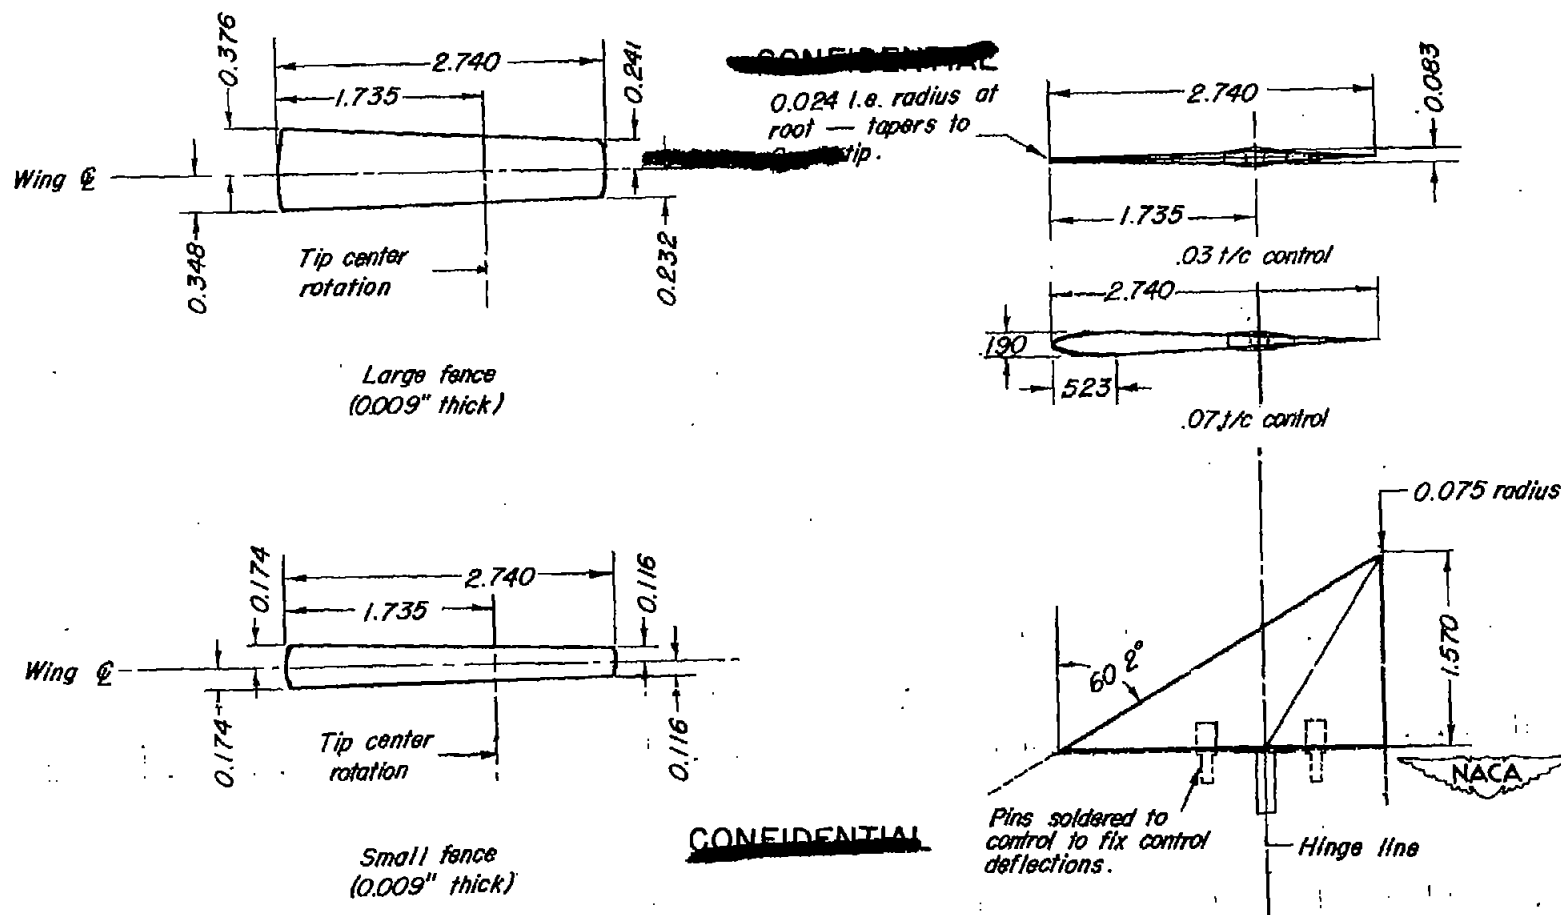 0.376
2.740
0.241
1.735
Wing ℄
0.348
0.232
Tip center
rotation
Large fence
(0.009" thick)
CONFIDENTIAL
0.024 l.e. radius at
root — tapers to
tip.
2.740
0.083
1.735
.03 t/c control
2.740
.190
.523
.07 t/c control
0.174
2.740
0.116
1.735
Wing ℄
0.174
0.116
Tip center
rotation
Small fence
(0.009" thick)
CONFIDENTIAL
0.075 radius
60.2°
1.570
NACA
Pins soldered to
control to fix control
deflections.
Hinge line